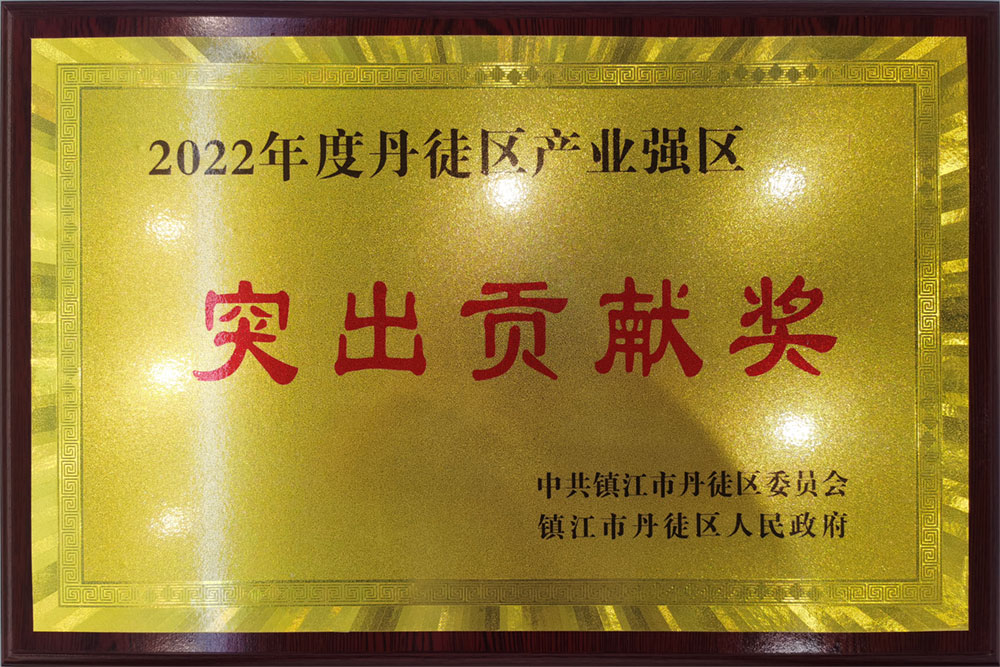 2022年度丹徒区产业强区
突出贡献奖
中共镇江市丹徒区委员会
镇江市丹徒区人民政府